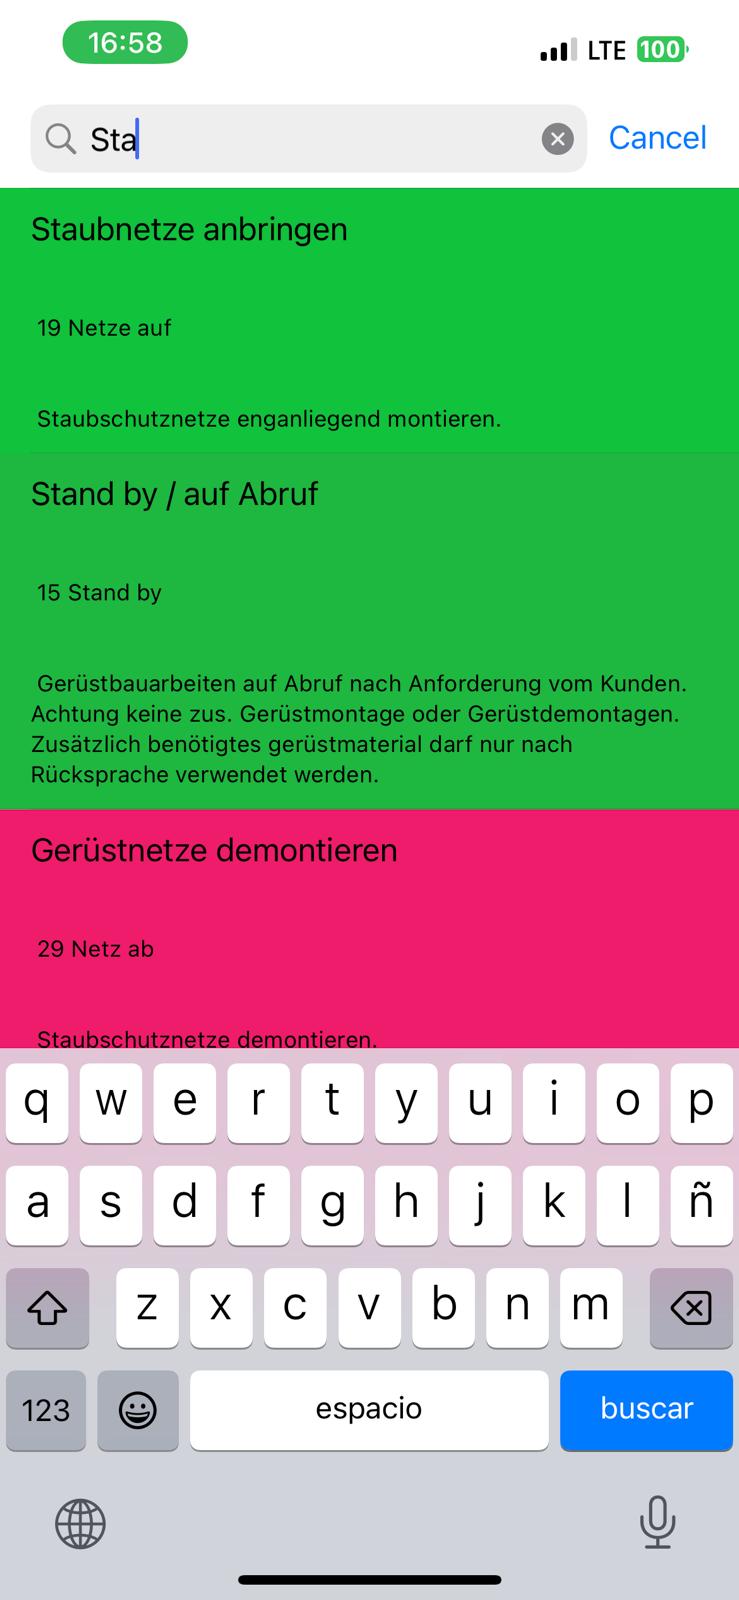 16:58
LTE 100
Sta
Cancel
Staubnetze anbringen
19 Netze auf
Staubschutznetze enganliegend montieren.
Stand by / auf Abruf
15 Stand by
Gerüstbauarbeiten auf Abruf nach Anforderung vom Kunden.
Achtung keine zus. Gerüstmontage oder Gerüstdemontagen.
Zusätzlich benötigtes gerüstmaterial darf nur nach
Rücksprache verwendet werden.
Gerüstnetze demontieren
29 Netz ab
Staubschutznetze demontieren.
q w e r t y u i o p
a s d f g h j k l ñ
z x c v b n m
123 espacio buscar